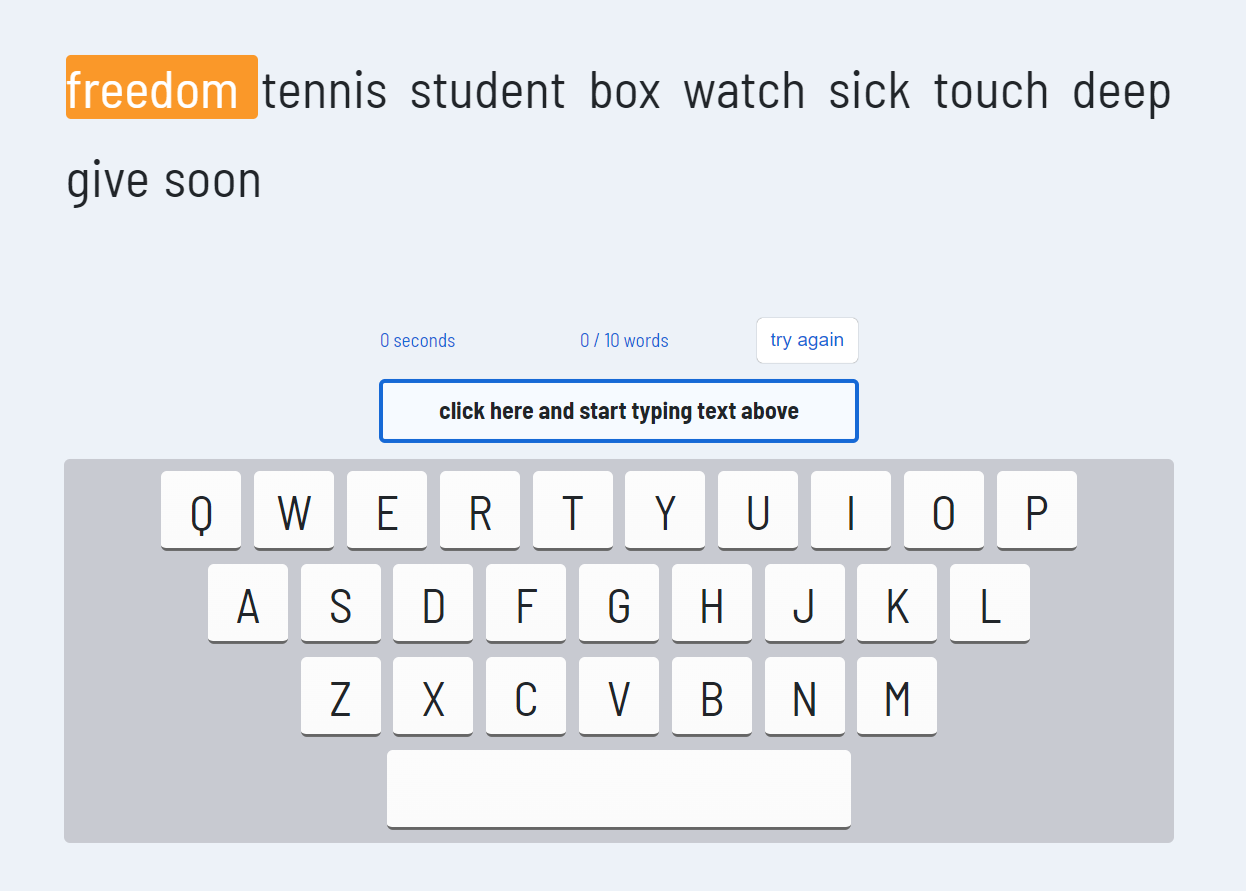 freedom tennis student box watch sick touch deep
give soon
0 seconds 0 / 10 words try again
click here and start typing text above
Q W E R T Y U I O P
A S D F G H J K L
Z X C V B N M